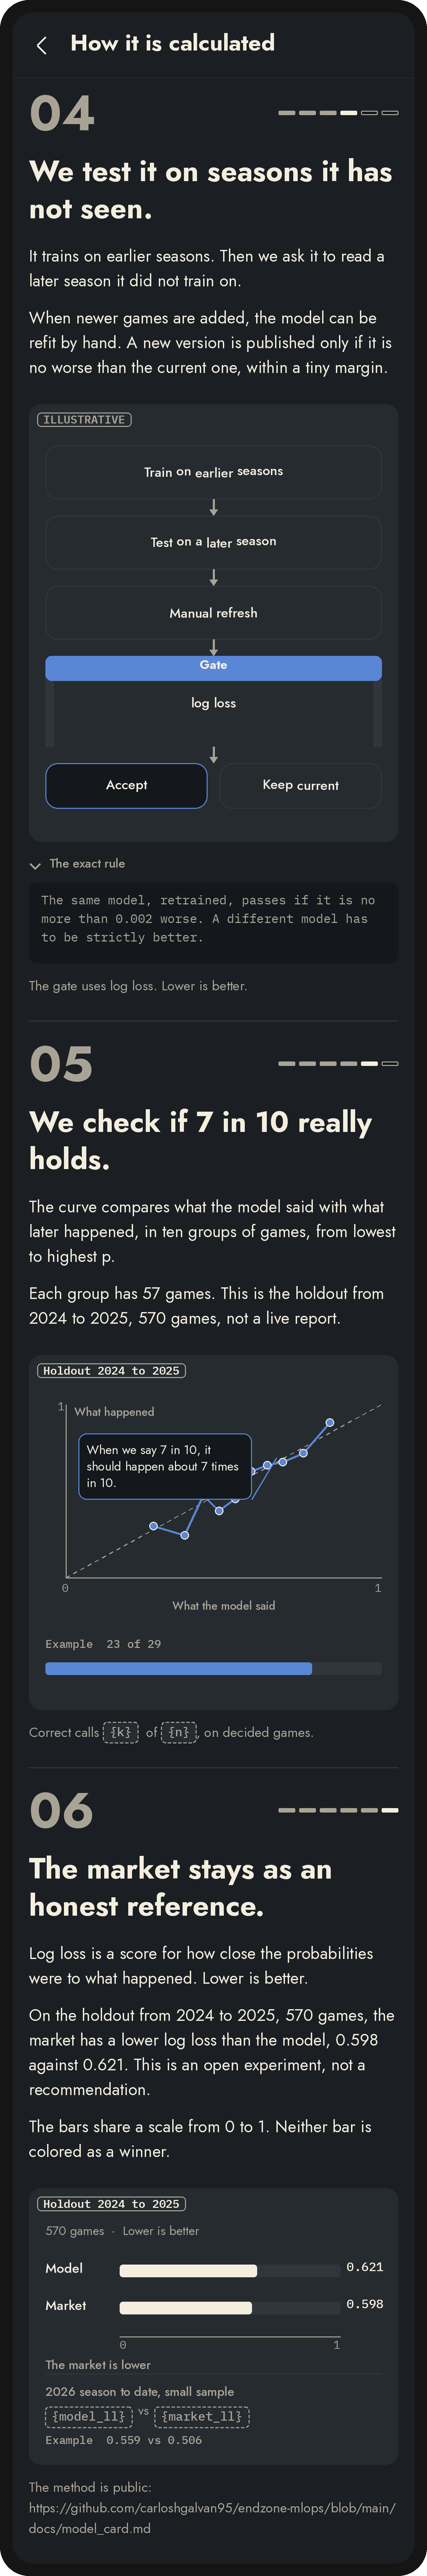 How it is calculated
04
We test it on seasons it has
not seen.
It trains on earlier seasons. Then we ask it to read a
later season it did not train on.
When newer games are added, the model can be
refit by hand. A new version is published only if it is
no worse than the current one, within a tiny margin.
ILLUSTRATIVE
Train on earlier seasons
Test on a later season
Manual refresh
Gate
log loss
Accept
Keep current
The exact rule
The same model, retrained, passes if it is no
more than 0.002 worse. A different model has
to be strictly better.
The gate uses log loss. Lower is better.
05
We check if 7 in 10 really
holds.
The curve compares what the model said with what
later happened, in ten groups of games, from lowest
to highest p.
Each group has 57 games. This is the holdout from
2024 to 2025, 570 games, not a live report.
Holdout 2024 to 2025
1
What happened
When we say 7 in 10, it
should happen about 7 times
in 10.
0
1
What the model said
Example 23 of 29
Correct calls {k} of {n}, on decided games.
06
The market stays as an
honest reference.
Log loss is a score for how close the probabilities
were to what happened. Lower is better.
On the holdout from 2024 to 2025, 570 games, the
market has a lower log loss than the model, 0.598
against 0.621. This is an open experiment, not a
recommendation.
The bars share a scale from 0 to 1. Neither bar is
colored as a winner.
Holdout 2024 to 2025
570 games · Lower is better
Model 0.621
Market 0.598
0 1
The market is lower
2026 season to date, small sample
{model_ll} vs {market_ll}
Example 0.559 vs 0.506
The method is public:
https://github.com/carloshgalvan95/endzone-mlops/blob/main/
docs/model_card.md